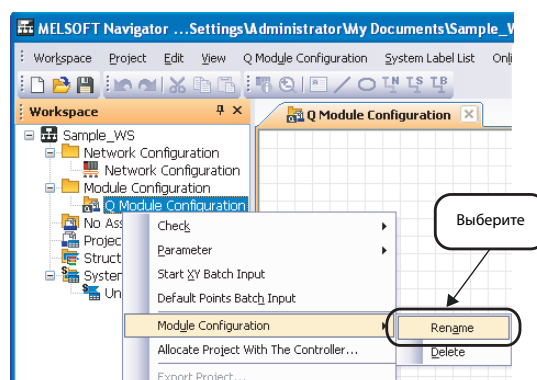 MELSOFT Navigator ...Settings\Administrator\My Documents\Sample_W
Workspace Project Edit View Q Module Configuration System Label List Onli
Workspace
Q Module Configuration
Sample_WS
Network Configuration
Network Configuration
Module Configuration
Q Module Configuration
No Ass
Projec
Struct
System
Un
Check
Parameter
Start XY Batch Input
Default Points Batch Input
Module Configuration
Allocate Project With The Controller...
Export Project...
Выберите
Rename
Delete